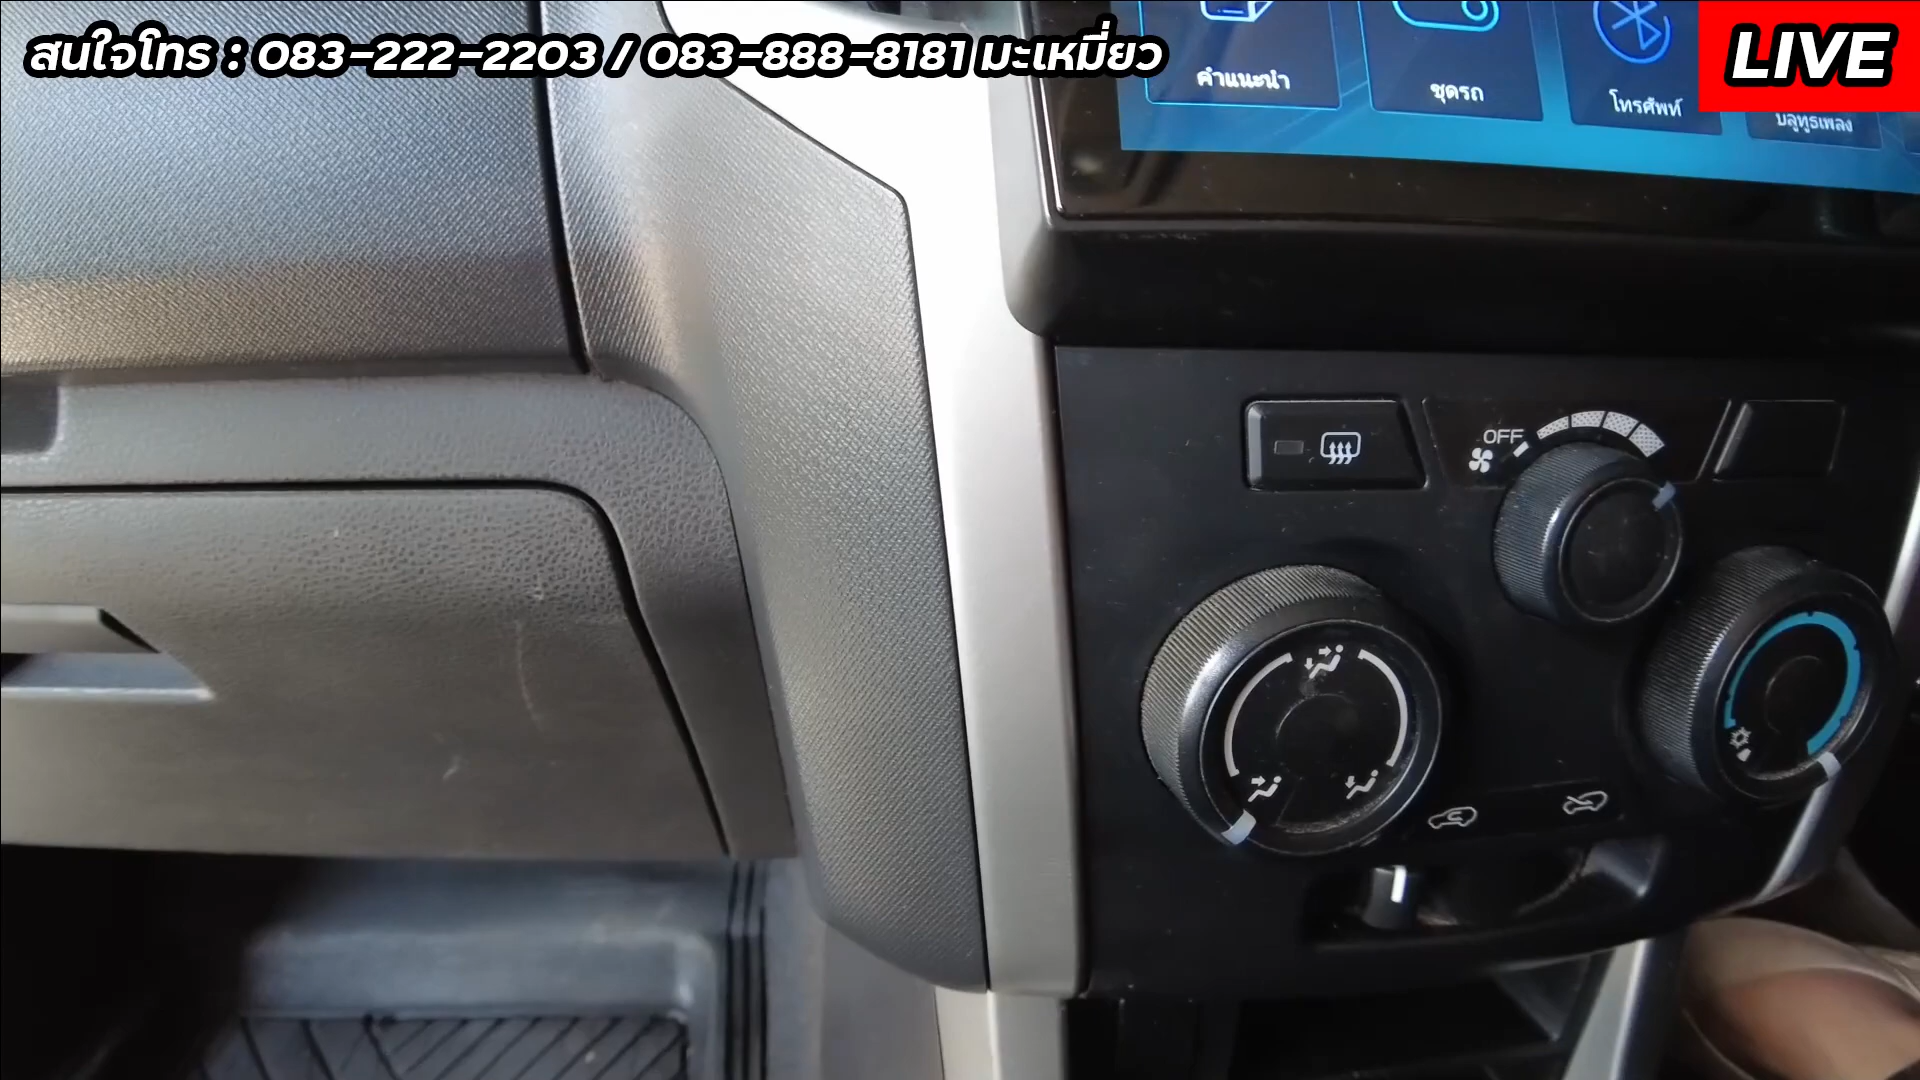 สนใจโทร : 083-222-2203 / 083-888-8181 มะเหมี่ยว
LIVE
คำแนะนำ
ชุดรถ
โทรศัพท์
บลูทูธเพลง
OFF